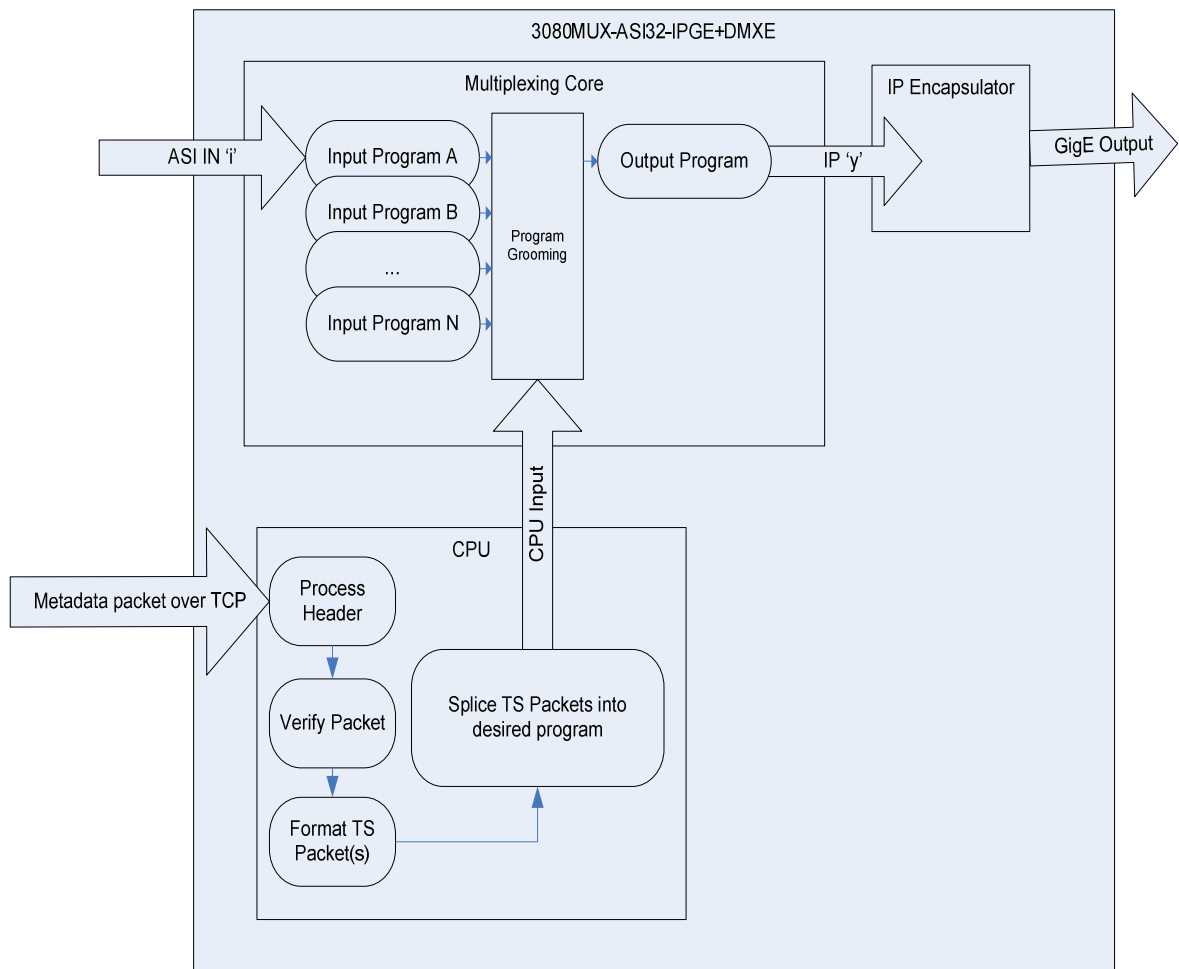 3080MUX-ASI32-IPGE+DMXE
Multiplexing Core
IP Encapsulator
ASI IN ‘i’
Input Program A
Input Program B
...
Input Program N
Program
Grooming
Output Program
IP ‘y’
GigE Output
CPU Input
CPU
Metadata packet over TCP
Process
Header
Verify Packet
Format TS
Packet(s)
Splice TS Packets into
desired program